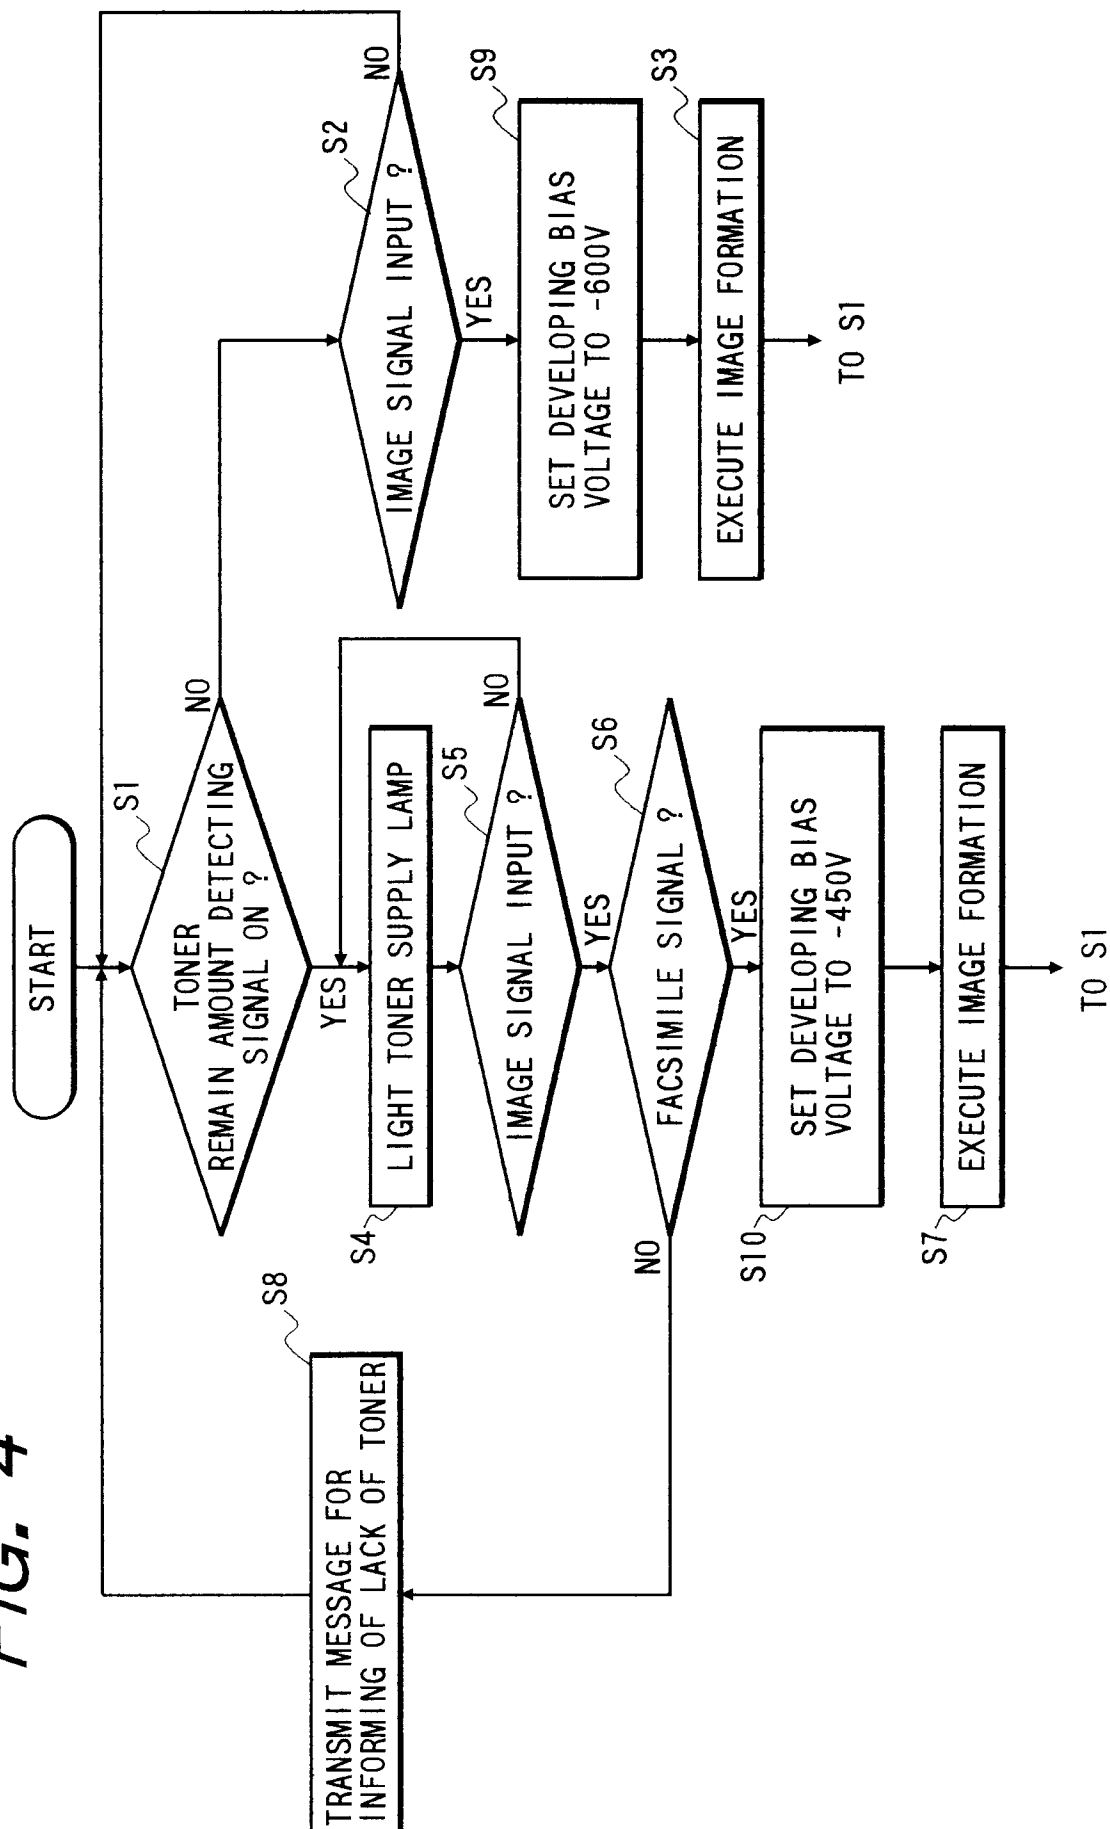 FIG. 4
START
TONER
REMAIN AMOUNT DETECTING
SIGNAL ON ?
S1
NO
YES
LIGHT TONER SUPPLY LAMP
S4
IMAGE SIGNAL INPUT ?
S5
NO
YES
FACSIMILE SIGNAL ?
S6
NO
YES
SET DEVELOPING BIAS
VOLTAGE TO -450V
S10
EXECUTE IMAGE FORMATION
S7
TO S1
TRANSMIT MESSAGE FOR
INFORMING OF LACK OF TONER
S8
IMAGE SIGNAL INPUT ?
S2
NO
YES
SET DEVELOPING BIAS
VOLTAGE TO -600V
S9
EXECUTE IMAGE FORMATION
S3
TO S1